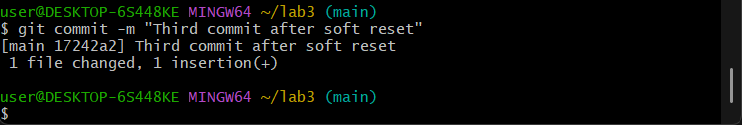 user@DESKTOP-6S448KE MINGW64 ~/lab3 (main)
$ git commit -m "Third commit after soft reset"
[main 17242a2] Third commit after soft reset
 1 file changed, 1 insertion(+)
user@DESKTOP-6S448KE MINGW64 ~/lab3 (main)
$